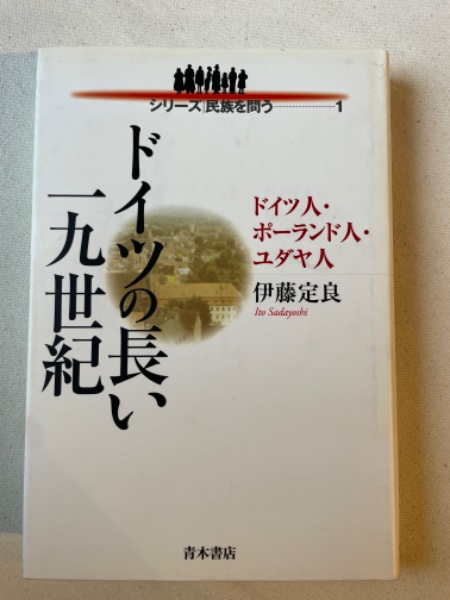 シリーズ|民族を問う……………1
ドイツの長い
一九世紀
ドイツ人・
ポーランド人・
ユダヤ人
伊藤定良
Ito Sadayoshi
青木書店